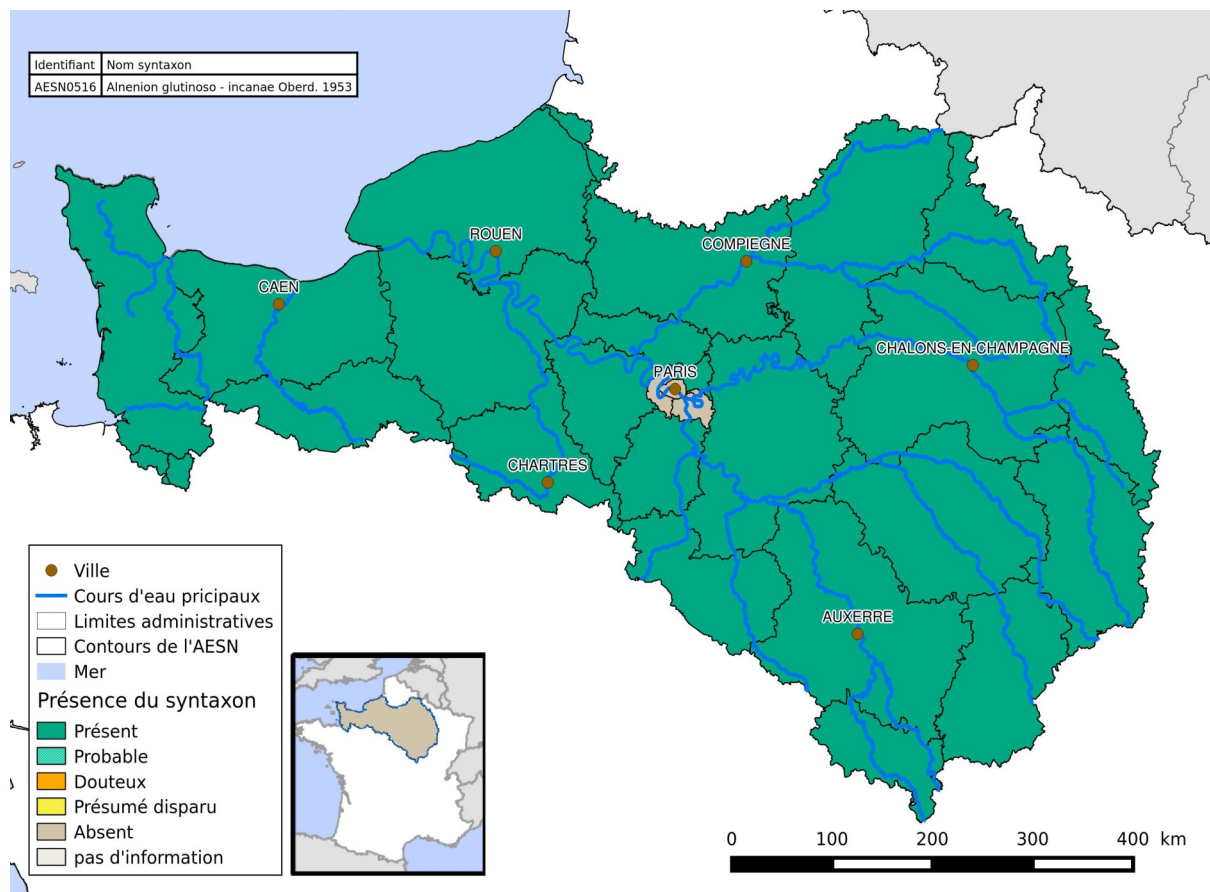 Identifiant Nom syntaxon
AESN0516 Alnenion glutinoso - incanae Oberd. 1953
ROUEN
COMPIEGNE
CAEN
CHALONS-EN-CHAMPAGNE
PARIS
CHARTRES
AUXERRE
Ville
Cours d'eau pricipaux
Limites administratives
Contours de l'AESN
Mer
Présence du syntaxon
Présent
Probable
Douteux
Présumé disparu
Absent
pas d'information
0 100 200 300 400 km